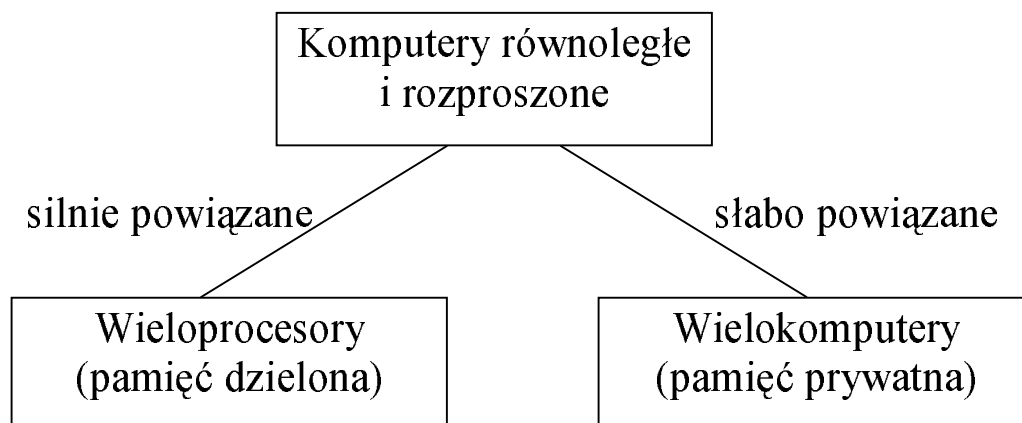 Komputery równoległe
i rozproszone
silnie powiązane
słabo powiązane
Wieloprocesory
(pamięć dzielona)
Wielokomputery
(pamięć prywatna)